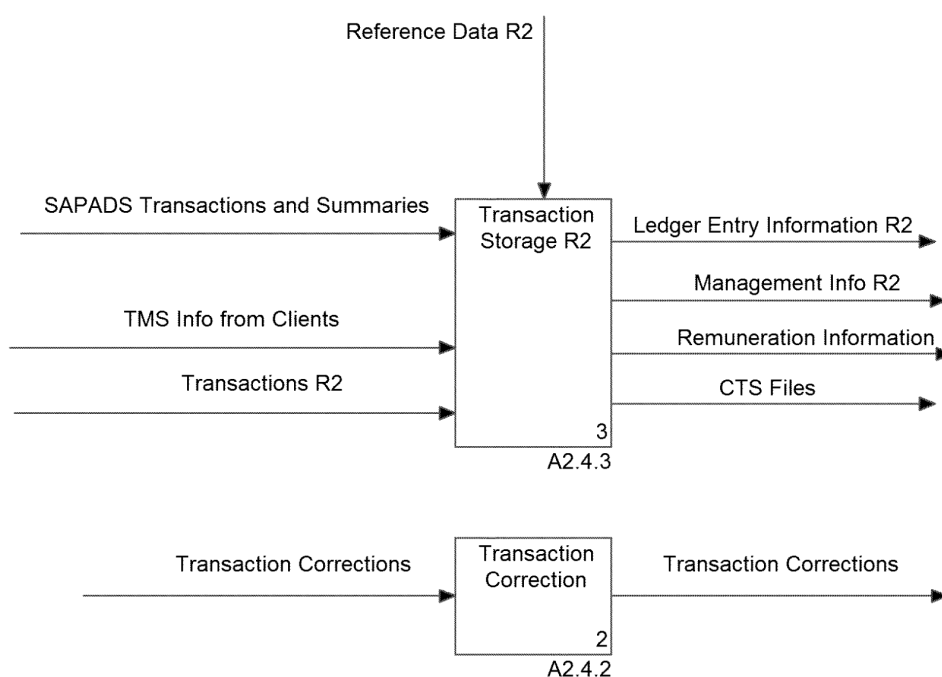 Reference Data R2
SAPADS Transactions and Summaries
Transaction
Storage R2
Ledger Entry Information R2
Management Info R2
TMS Info from Clients
Remuneration Information
Transactions R2
CTS Files
3
A2.4.3
Transaction Corrections
Transaction
Correction
Transaction Corrections
2
A2.4.2